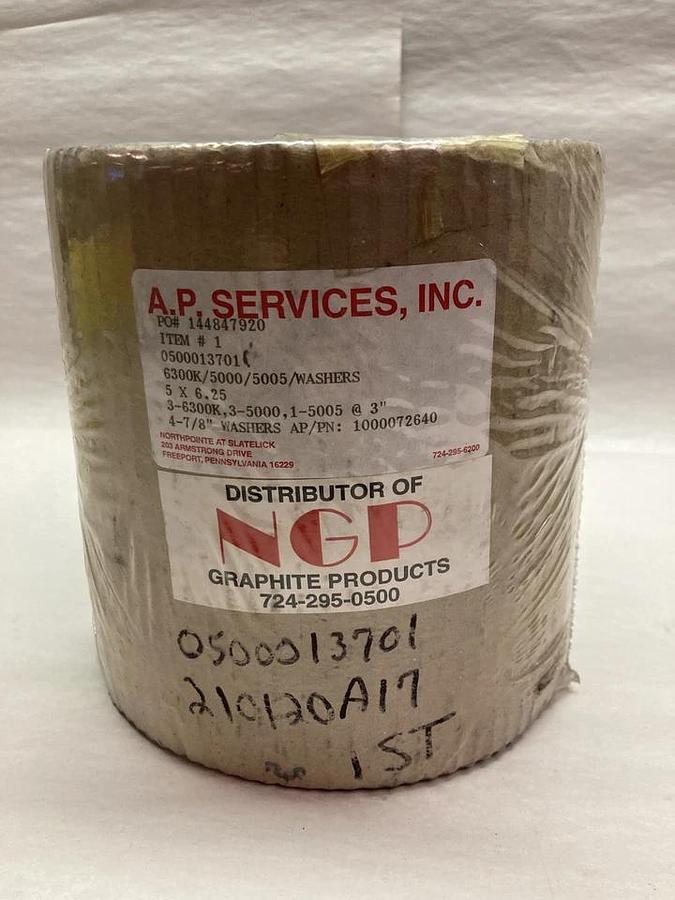 A.P. SERVICES, INC.
PO# 144847920
ITEM # 1
0500013701
6300K/5000/5005/WASHERS
5 X 6.25
3-6300K,3-5000,1-5005 @ 3"
4-7/8" WASHERS AP/PN: 1000072640
NORTHPOINTE AT SLATELICK
203 ARMSTRONG DRIVE
FREEPORT, PENNSYLVANIA 16229
724-295-6200
DISTRIBUTOR OF
NGP
GRAPHITE PRODUCTS
724-295-0500
0500013701
210120A17
1ST